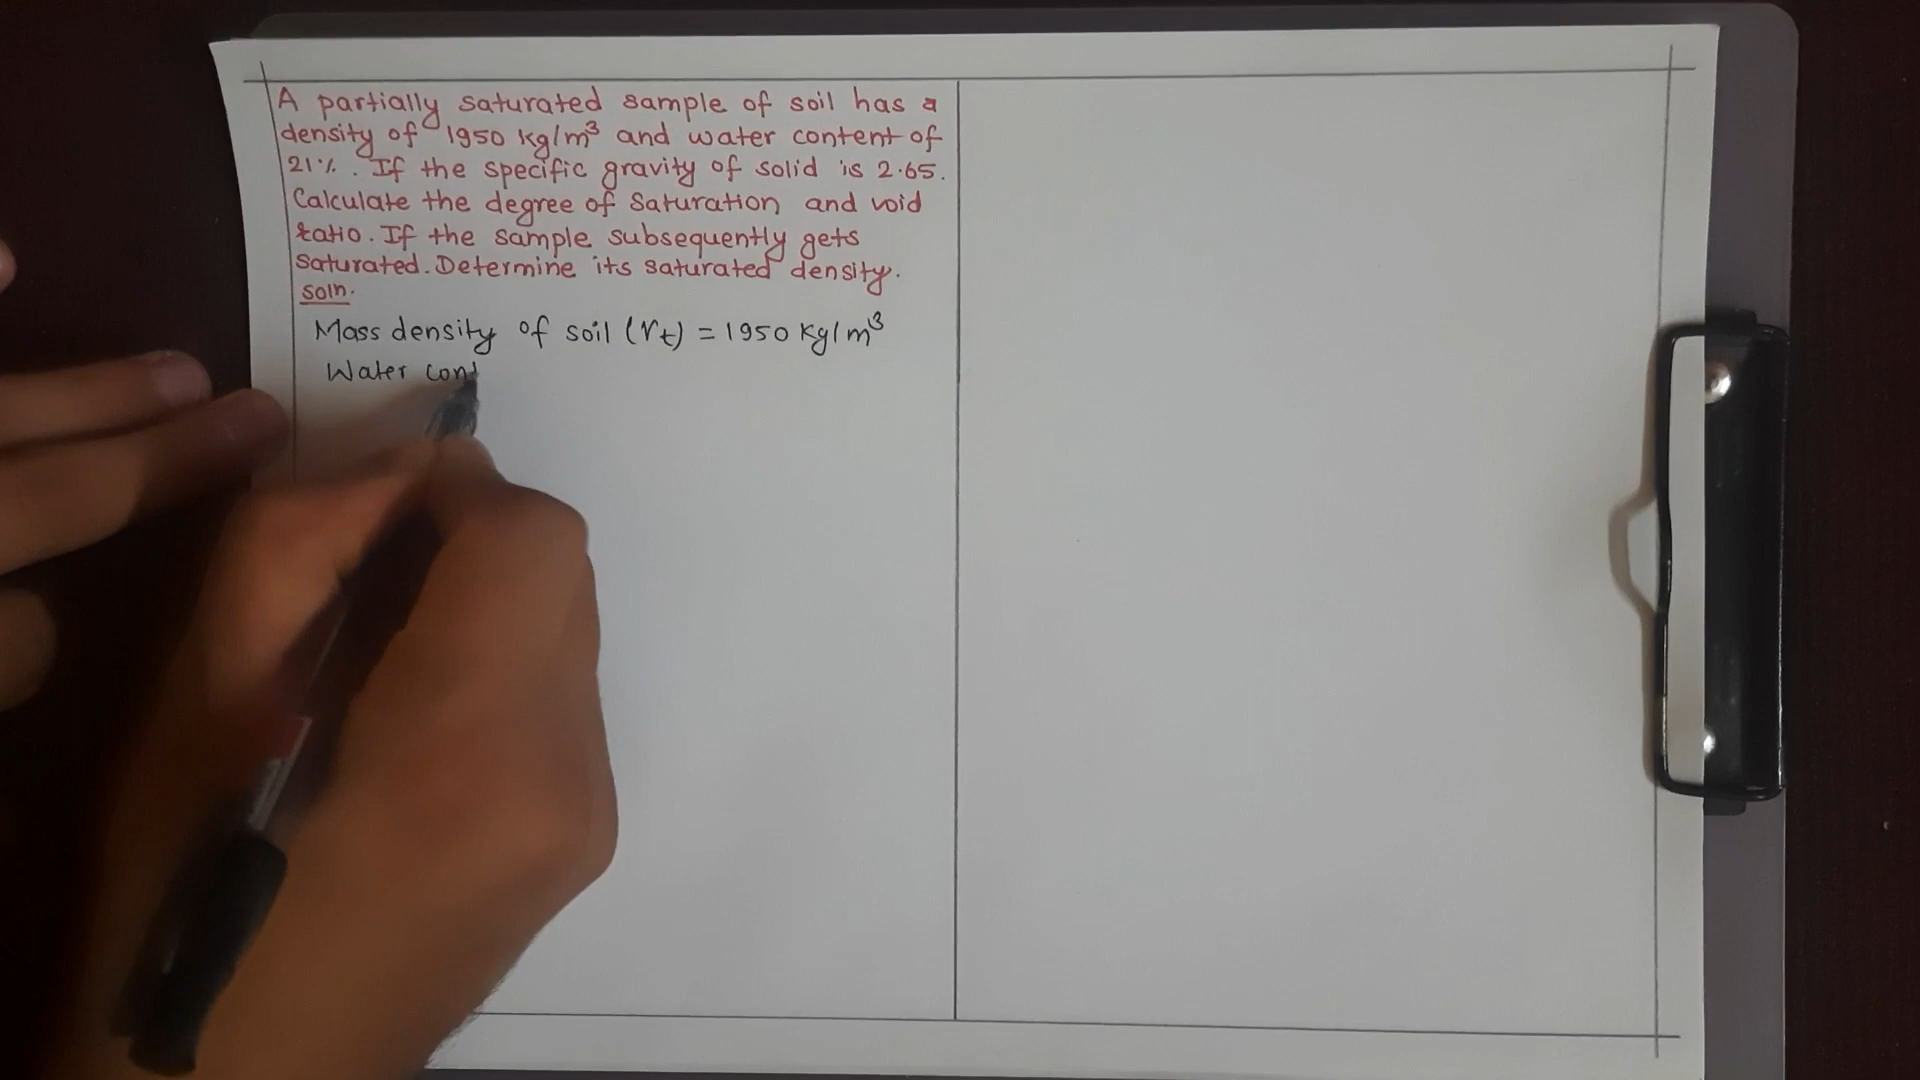 A partially saturated sample of soil has a
density of 1950 kg/m³ and water content of
21%. If the specific gravity of solid is 2.65.
Calculate the degree of saturation and void
ratio. If the sample subsequently gets
saturated. Determine its saturated density.
Soln.
Mass density of soil (γt) = 1950 Kg/m³
Water cont